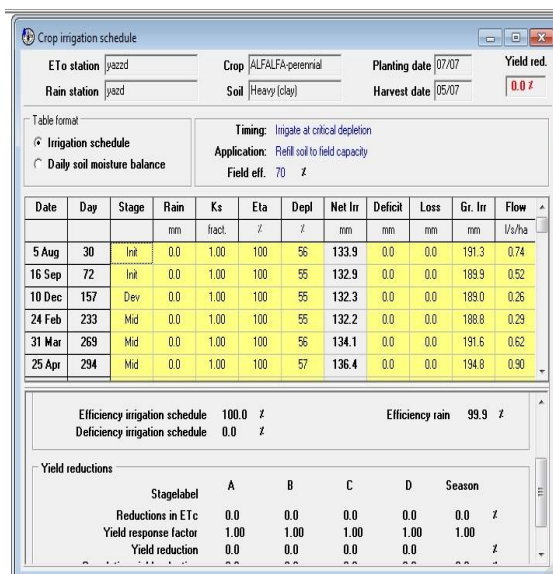 Crop irrigation schedule
ETo station yazzd Crop ALFALFA-perennial Planting date 07/07 Yield red.
Rain station yazd Soil Heavy (clay) Harvest date 05/07 0.0 %
Table format
Irrigation schedule
Daily soil moisture balance
Timing: Irrigate at critical depletion
Application: Refill soil to field capacity
Field eff. 70 %
Date Day Stage Rain Ks Eta Depl Net Irr Deficit Loss Gr. Irr Flow
mm fract. % % mm mm mm mm l/s/ha
5 Aug 30 Init 0.0 1.00 100 56 133.9 0.0 0.0 191.3 0.74
16 Sep 72 Init 0.0 1.00 100 55 132.9 0.0 0.0 189.9 0.52
10 Dec 157 Dev 0.0 1.00 100 55 132.3 0.0 0.0 189.0 0.26
24 Feb 233 Mid 0.0 1.00 100 55 132.2 0.0 0.0 188.8 0.29
31 Mar 269 Mid 0.0 1.00 100 55 134.1 0.0 0.0 191.6 0.62
25 Apr 294 Mid 0.0 1.00 100 57 136.4 0.0 0.0 194.8 0.90
Efficiency irrigation schedule 100.0 % Efficiency rain 99.9 %
Deficiency irrigation schedule 0.0 %
Yield reductions
Stagelabel A B C D Season
Reductions in ETc 0.0 0.0 0.0 0.0 0.0 %
Yield response factor 1.00 1.00 1.00 1.00 1.00
Yield reduction 0.0 0.0 0.0 0.0 %